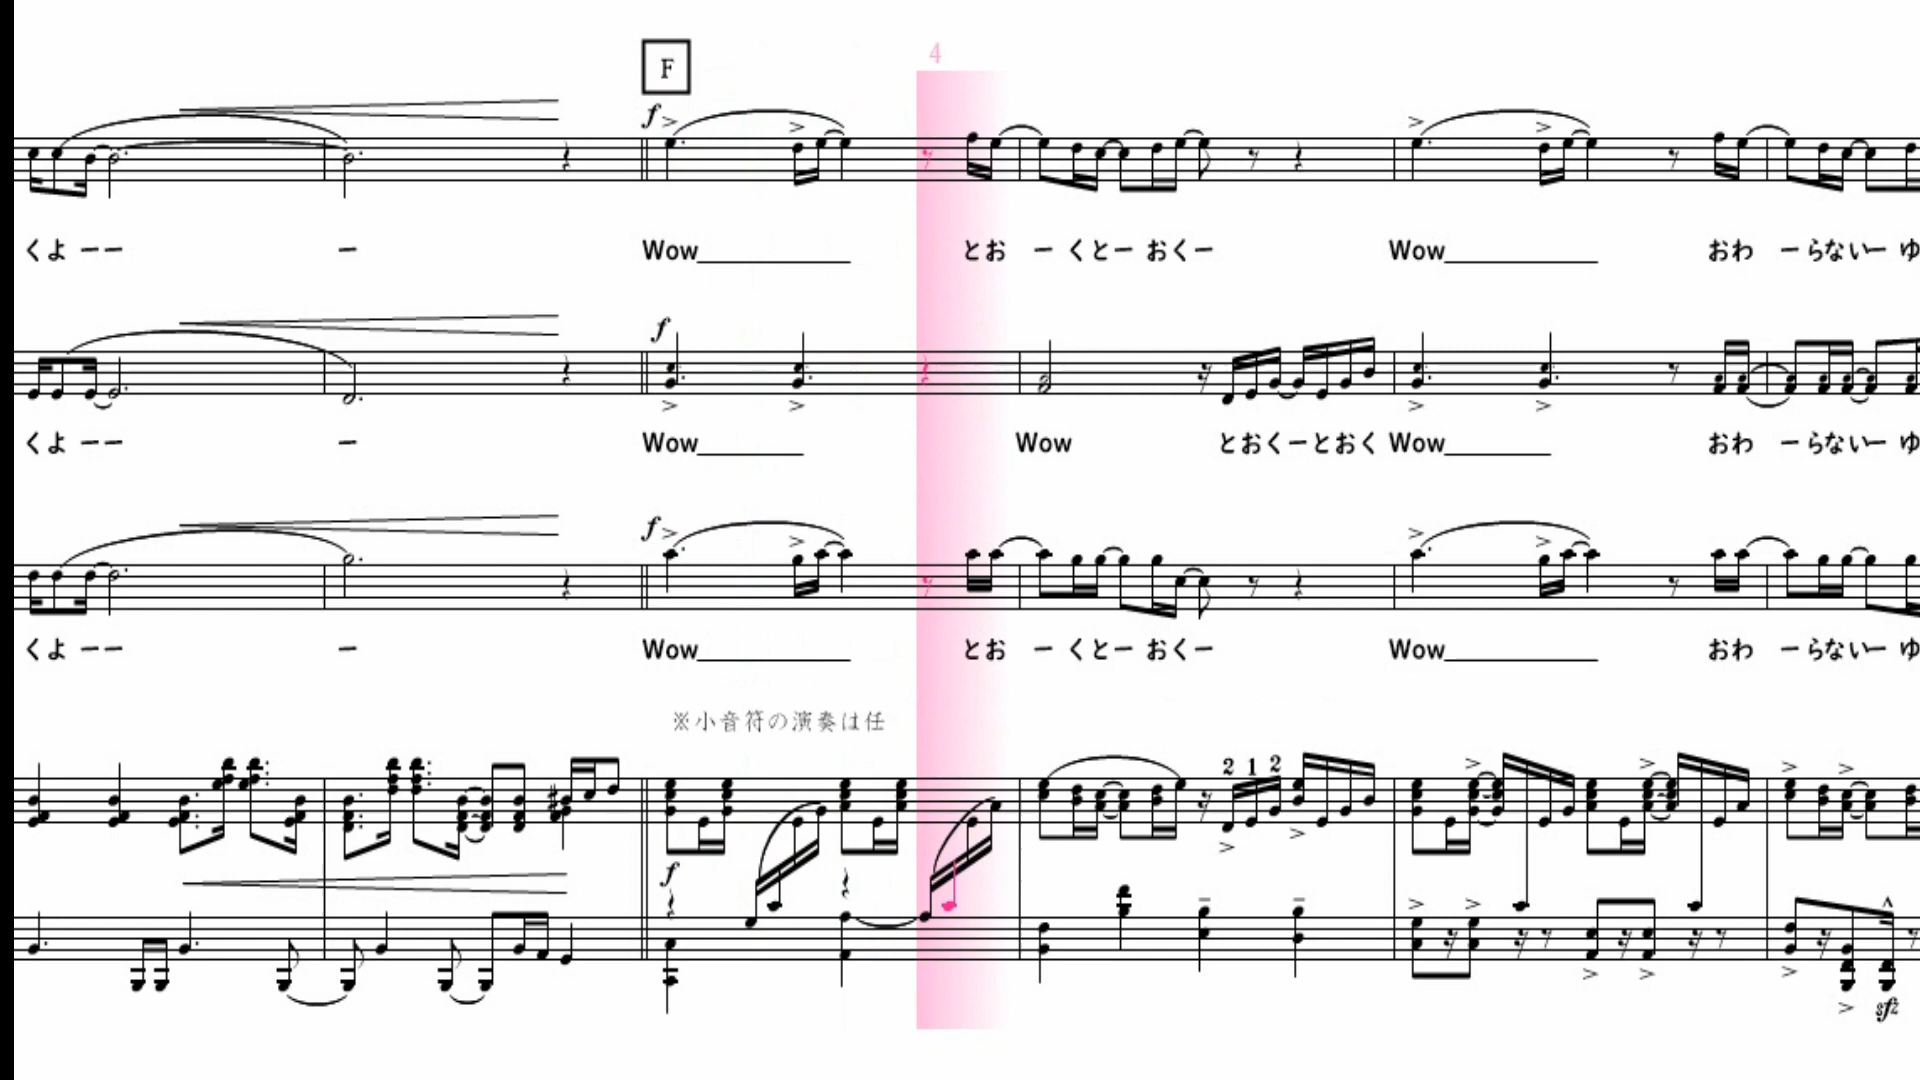 4
F
f
くよ ーー ー Wow とお ー くとー おくー Wow おわ ーらないー ゆ
f
くよ ーー ー Wow Wow とおくーとおく Wow おわ ーらないー ゆ
f
くよ ーー ー Wow とお ー くとー おくー Wow おわ ーらないー ゆ
※小音符の演奏は任
2 1 2
f
sfz